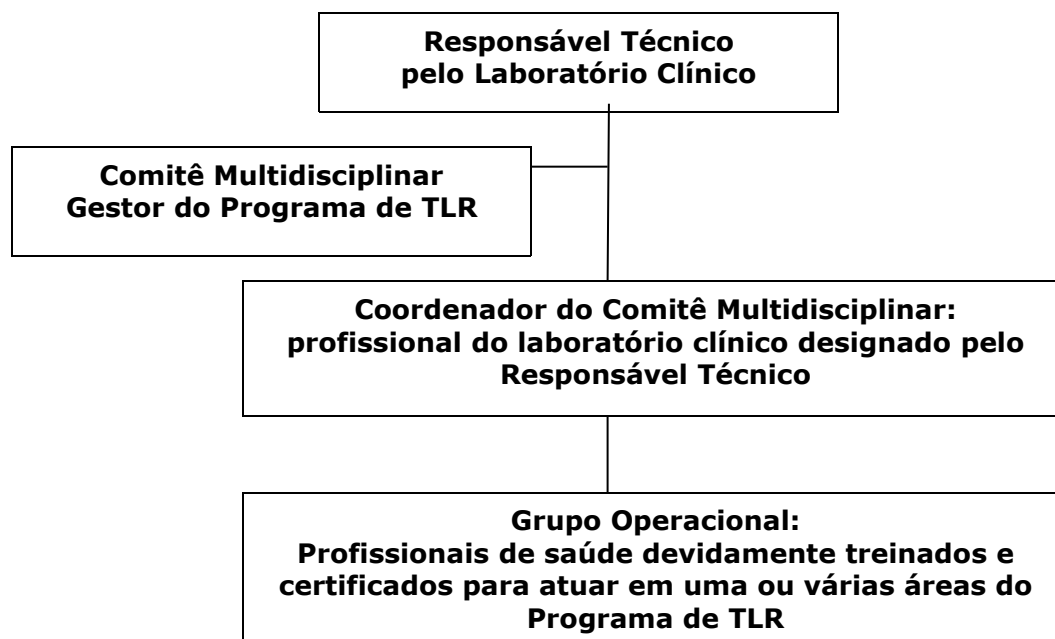 Responsável Técnico
pelo Laboratório Clínico
Comitê Multidisciplinar
Gestor do Programa de TLR
Coordenador do Comitê Multidisciplinar:
profissional do laboratório clínico designado pelo
Responsável Técnico
Grupo Operacional:
Profissionais de saúde devidamente treinados e
certificados para atuar em uma ou várias áreas do
Programa de TLR